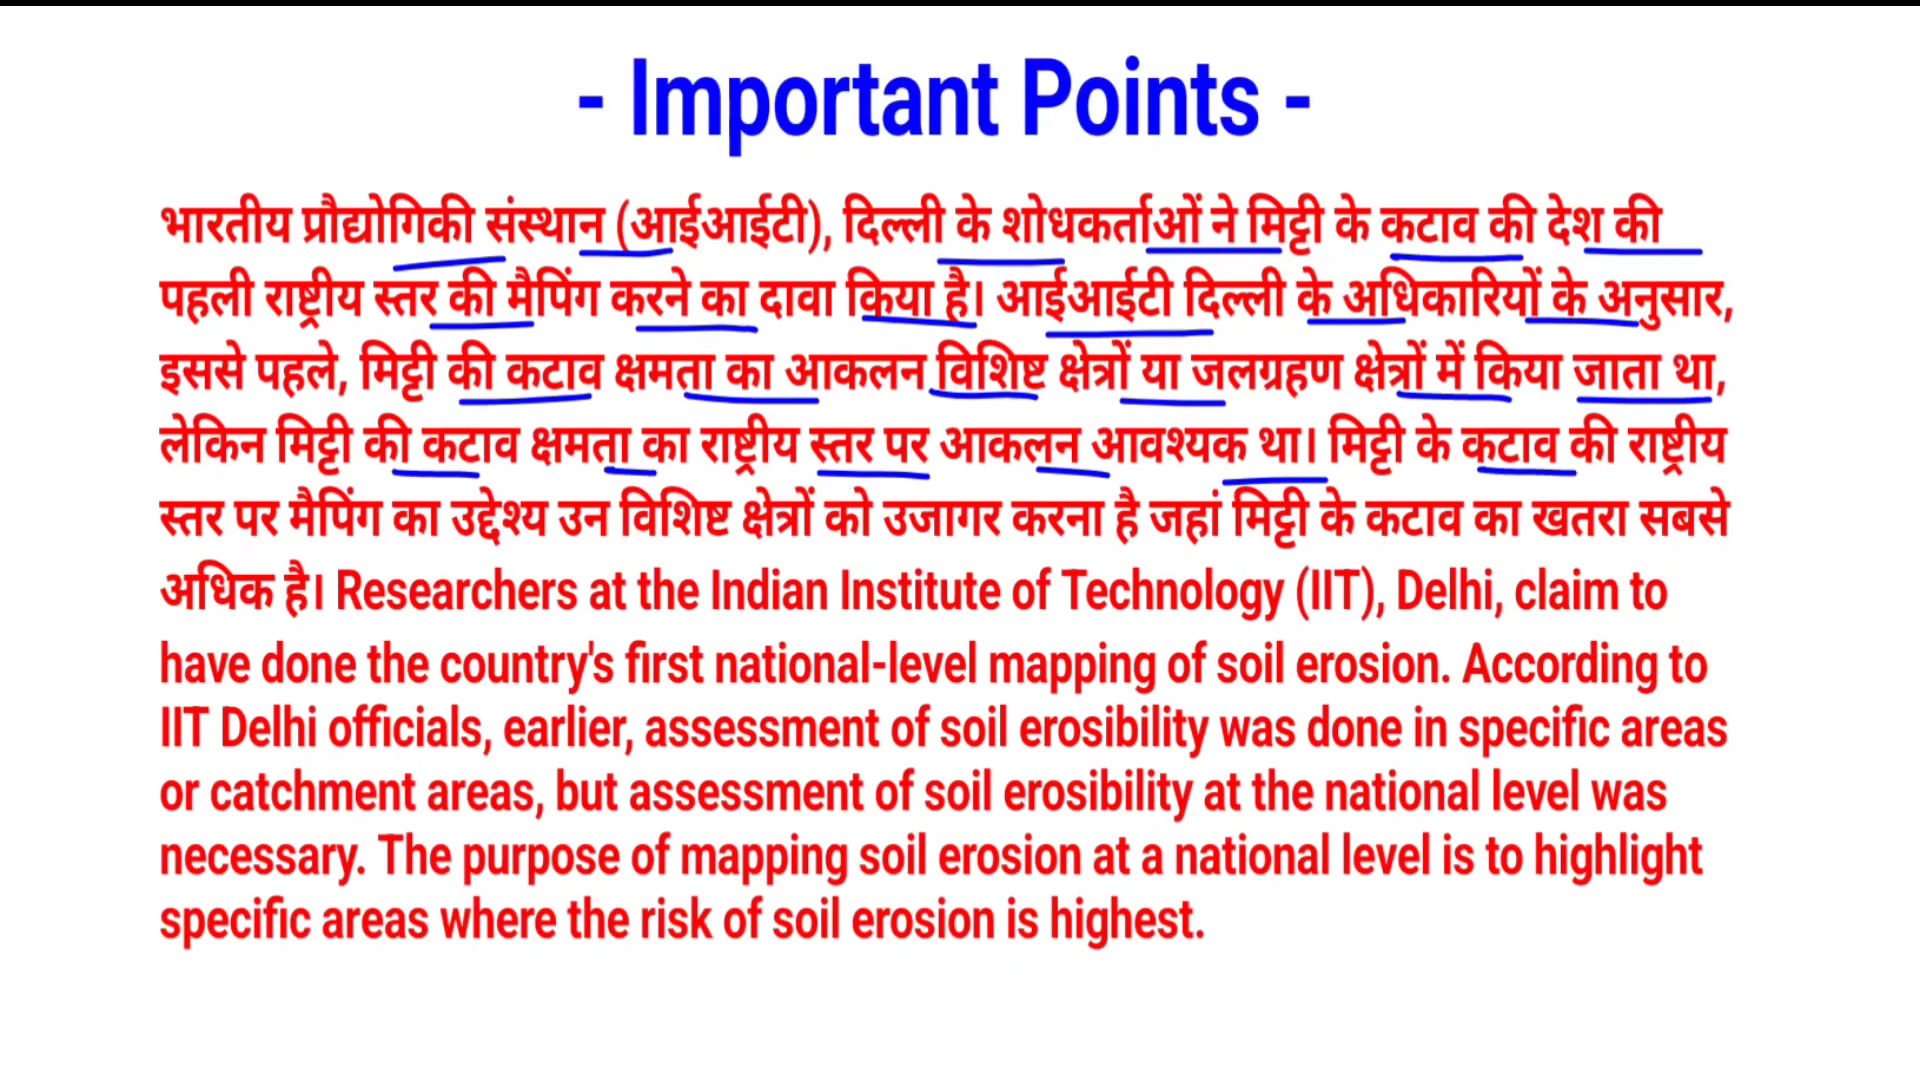 - Important Points -
भारतीय प्रौद्योगिकी संस्थान (आईआईटी), दिल्ली के शोधकर्ताओं ने मिट्टी के कटाव की देश की
पहली राष्ट्रीय स्तर की मैपिंग करने का दावा किया है। आईआईटी दिल्ली के अधिकारियों के अनुसार,
इससे पहले, मिट्टी की कटाव क्षमता का आकलन विशिष्ट क्षेत्रों या जलग्रहण क्षेत्रों में किया जाता था,
लेकिन मिट्टी की कटाव क्षमता का राष्ट्रीय स्तर पर आकलन आवश्यक था। मिट्टी के कटाव की राष्ट्रीय
स्तर पर मैपिंग का उद्देश्य उन विशिष्ट क्षेत्रों को उजागर करना है जहां मिट्टी के कटाव का खतरा सबसे
अधिक है। Researchers at the Indian Institute of Technology (IIT), Delhi, claim to
have done the country's first national-level mapping of soil erosion. According to
IIT Delhi officials, earlier, assessment of soil erosibility was done in specific areas
or catchment areas, but assessment of soil erosibility at the national level was
necessary. The purpose of mapping soil erosion at a national level is to highlight
specific areas where the risk of soil erosion is highest.